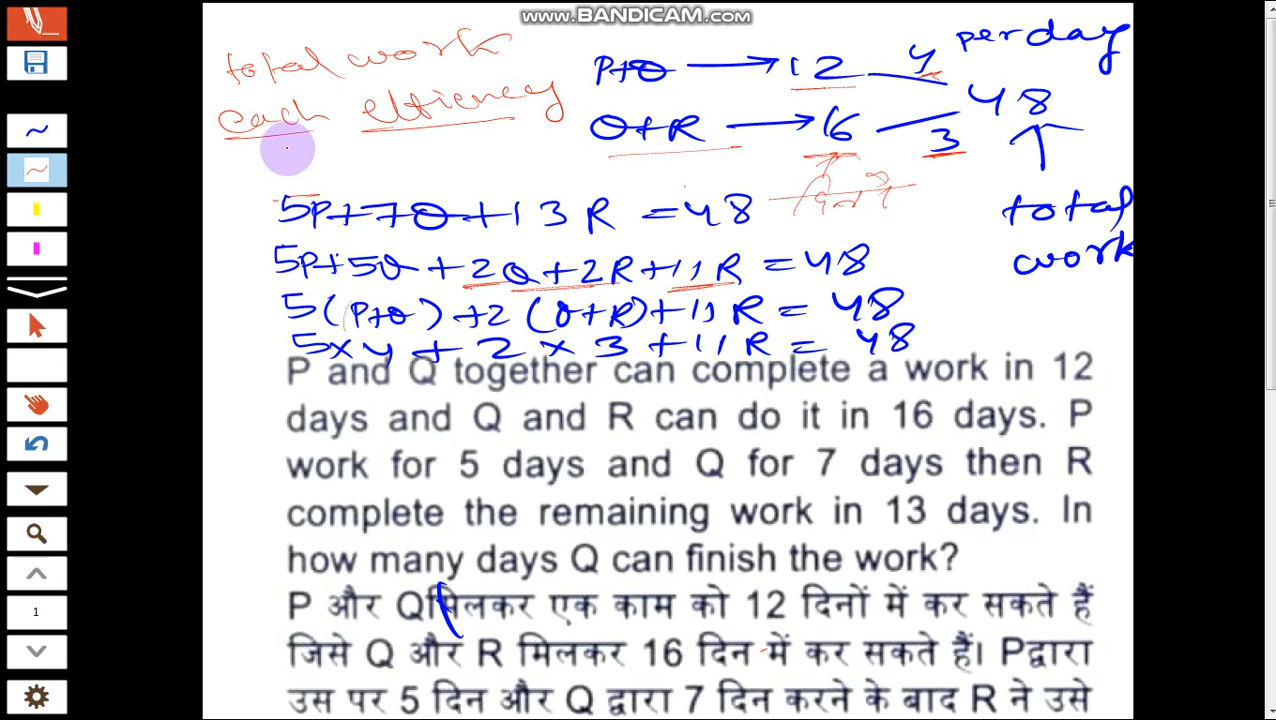 www.BANDICAM.com
total work
each efficiency
P+Q → 12 4 per day
Q+R → 16 3 48
दिन में
total
work
5P+7Q+13R = 48
5P+5Q+2Q+2R+11R = 48
5(P+Q)+2(Q+R)+11R = 48
5×4+2×3+11R = 48
P and Q together can complete a work in 12
days and Q and R can do it in 16 days. P
work for 5 days and Q for 7 days then R
complete the remaining work in 13 days. In
how many days Q can finish the work?
P और Q मिलकर एक काम को 12 दिनों में कर सकते हैं
जिसे Q और R मिलकर 16 दिन में कर सकते हैं। P द्वारा
उस पर 5 दिन और Q द्वारा 7 दिन करने के बाद R ने उसे
1